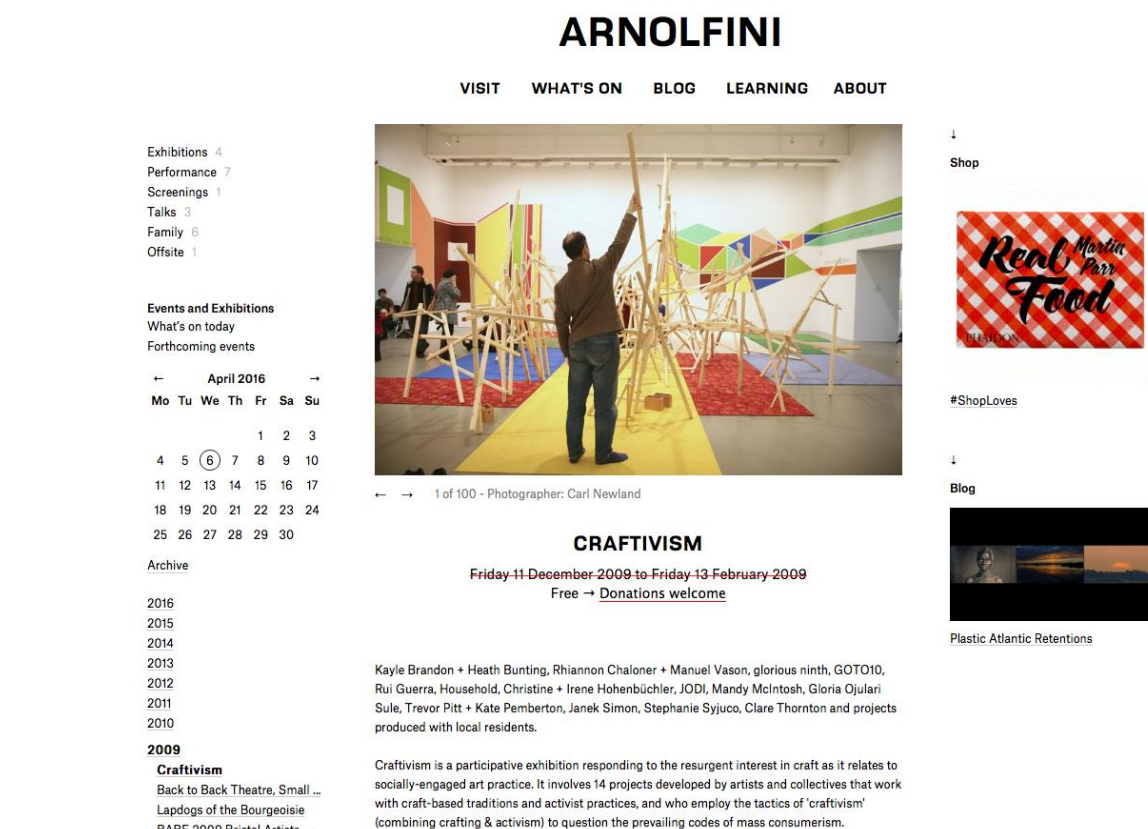 ARNOLFINI
VISIT WHAT'S ON BLOG LEARNING ABOUT
Exhibitions 4
Performance 7
Screenings 1
Talks 3
Family 6
Offsite 1
Events and Exhibitions
What's on today
Forthcoming events
← April 2016 →
Mo Tu We Th Fr Sa Su
1 2 3
4 5 6 7 8 9 10
11 12 13 14 15 16 17
18 19 20 21 22 23 24
25 26 27 28 29 30
Archive
2016
2015
2014
2013
2012
2011
2010
2009
Craftivism
Back to Back Theatre, Small ...
Lapdogs of the Bourgeoisie
← → 1 of 100 - Photographer: Carl Newland
CRAFTIVISM
Friday 11 December 2009 to Friday 13 February 2009
Free → Donations welcome
Kayle Brandon + Heath Bunting, Rhiannon Chaloner + Manuel Vason, glorious ninth, GOTO10,
Rui Guerra, Household, Christine + Irene Hohenbüchler, JODI, Mandy McIntosh, Gloria Ojulari
Sule, Trevor Pitt + Kate Pemberton, Janek Simon, Stephanie Syjuco, Clare Thornton and projects
produced with local residents.
Craftivism is a participative exhibition responding to the resurgent interest in craft as it relates to
socially-engaged art practice. It involves 14 projects developed by artists and collectives that work
with craft-based traditions and activist practices, and who employ the tactics of 'craftivism'
(combining crafting & activism) to question the prevailing codes of mass consumerism.
↓
Shop
Real Martin
Food Parr
PHAIDON
#ShopLoves
↓
Blog
Plastic Atlantic Retentions